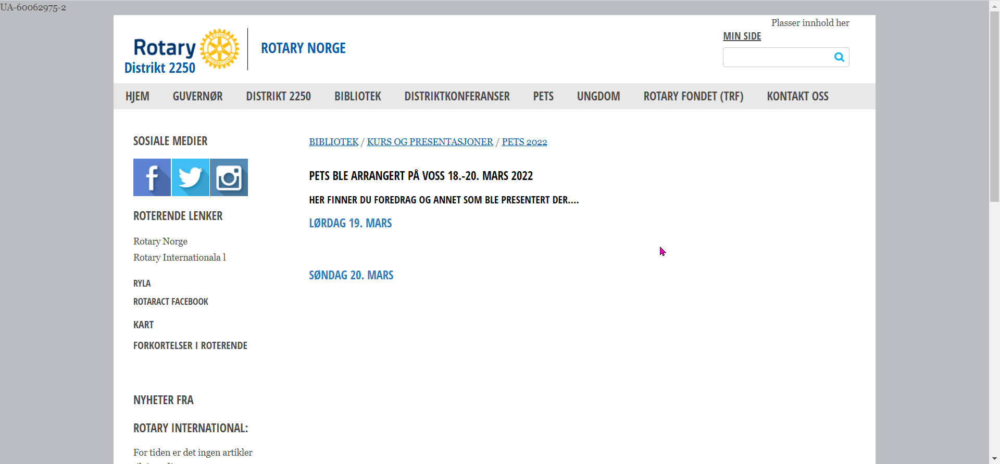 UA-60062975-2
Plasser innhold her
MIN SIDE
Rotary
Distrikt 2250
ROTARY NORGE
HJEM GUVERNØR DISTRIKT 2250 BIBLIOTEK DISTRIKTKONFERANSER PETS UNGDOM ROTARY FONDET (TRF) KONTAKT OSS
SOSIALE MEDIER
ROTERENDE LENKER
Rotary Norge
Rotary Internationala l
RYLA
ROTARACT FACEBOOK
KART
FORKORTELSER I ROTERENDE
NYHETER FRA
ROTARY INTERNATIONAL:
For tiden er det ingen artikler
BIBLIOTEK / KURS OG PRESENTASJONER / PETS 2022
PETS BLE ARRANGERT PÅ VOSS 18.-20. MARS 2022
HER FINNER DU FOREDRAG OG ANNET SOM BLE PRESENTERT DER....
LØRDAG 19. MARS
SØNDAG 20. MARS